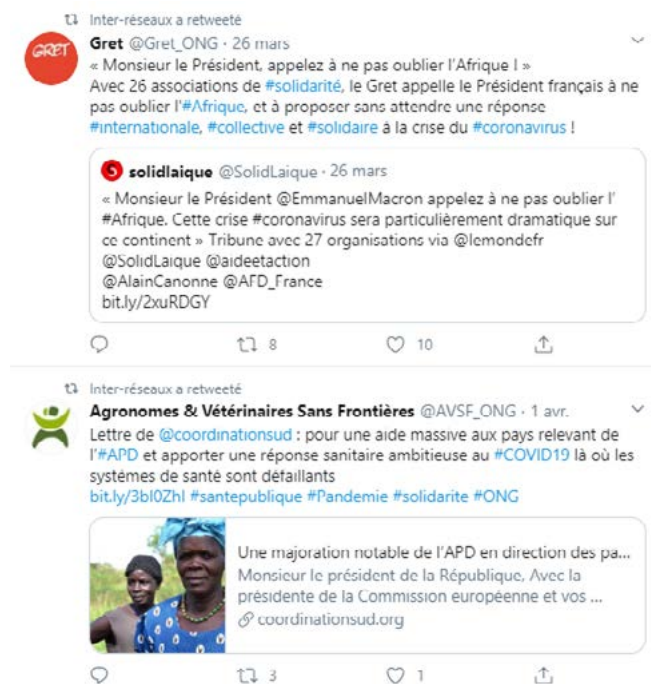 Inter-réseaux a retweeté
GRET
Gret @Gret_ONG · 26 mars
« Monsieur le Président, appelez à ne pas oublier l'Afrique ! »
Avec 26 associations de #solidarité, le Gret appelle le Président français à ne
pas oublier l'#Afrique, et à proposer sans attendre une réponse
#internationale, #collective et #solidaire à la crise du #coronavirus !
solidlaique @SolidLaique · 26 mars
« Monsieur le Président @EmmanuelMacron appelez à ne pas oublier l'
#Afrique. Cette crise #coronavirus sera particulièrement dramatique sur
ce continent » Tribune avec 27 organisations via @lemondefr
@SolidLaique @aideetaction
@AlainCanonne @AFD_France
bit.ly/2xuRDGY
8 10
Inter-réseaux a retweeté
Agronomes & Vétérinaires Sans Frontières @AVSF_ONG · 1 avr.
Lettre de @coordinationsud : pour une aide massive aux pays relevant de
l'#APD et apporter une réponse sanitaire ambitieuse au #COVID19 là où les
systèmes de santé sont défaillants
bit.ly/3bI0ZhI #santepublique #Pandemie #solidarite #ONG
Une majoration notable de l'APD en direction des pa...
Monsieur le président de la République, Avec la
présidente de la Commission européenne et vos ...
coordinationsud.org
3 1